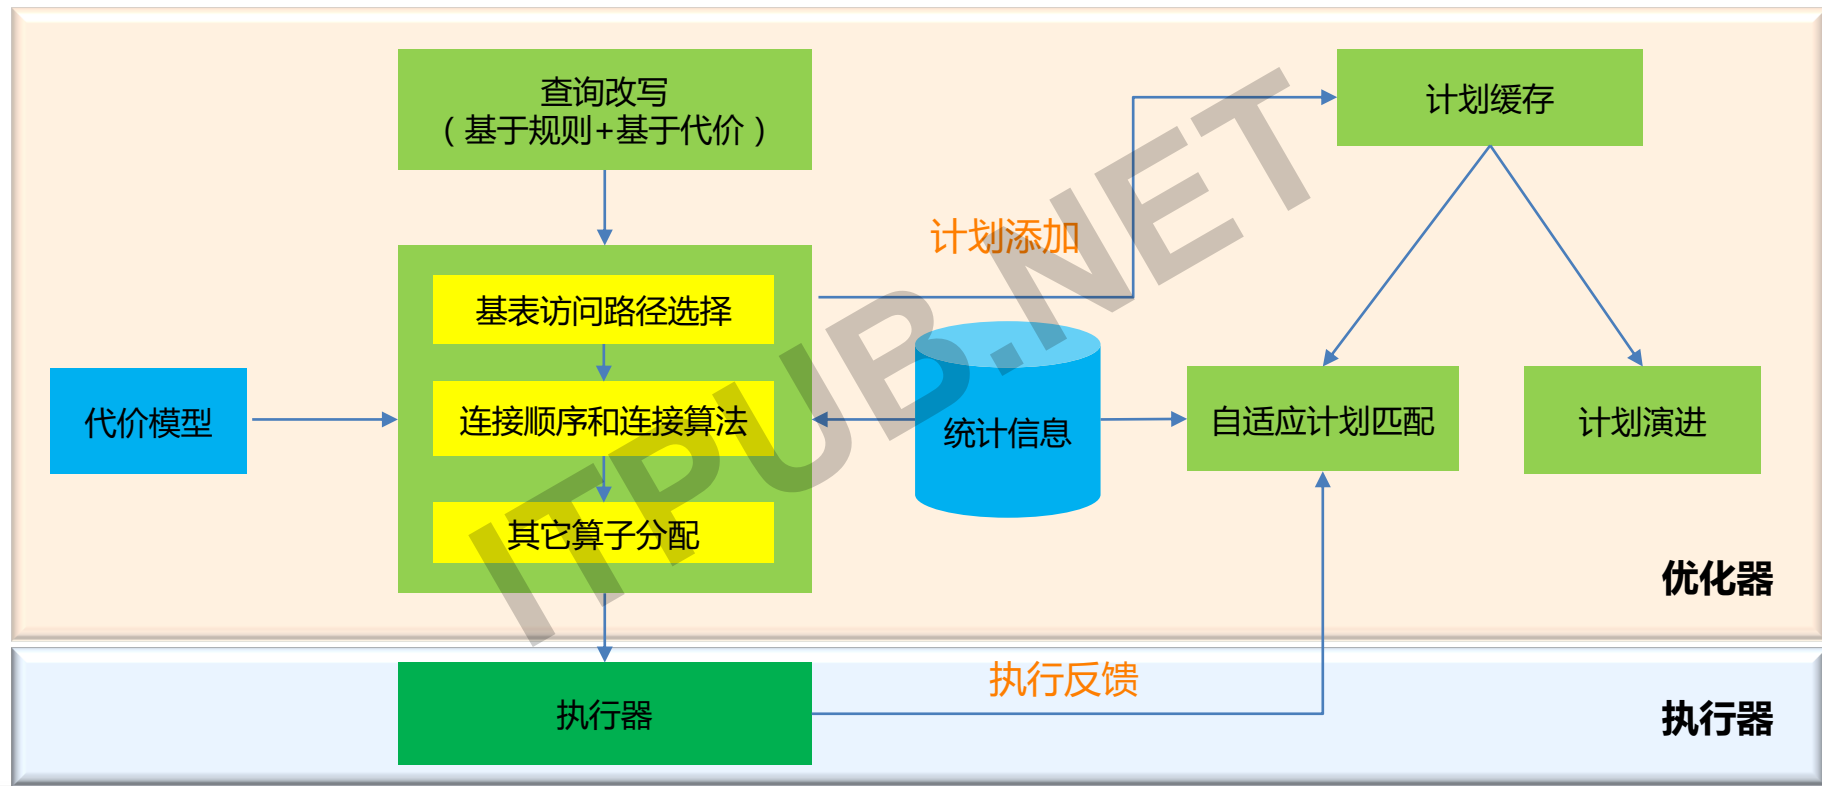 查询改写
（基于规则+基于代价）
计划缓存
计划添加
基表访问路径选择
代价模型
连接顺序和连接算法
统计信息
自适应计划匹配
计划演进
其它算子分配
优化器
执行反馈
执行器
执行器
ITPUB.NET